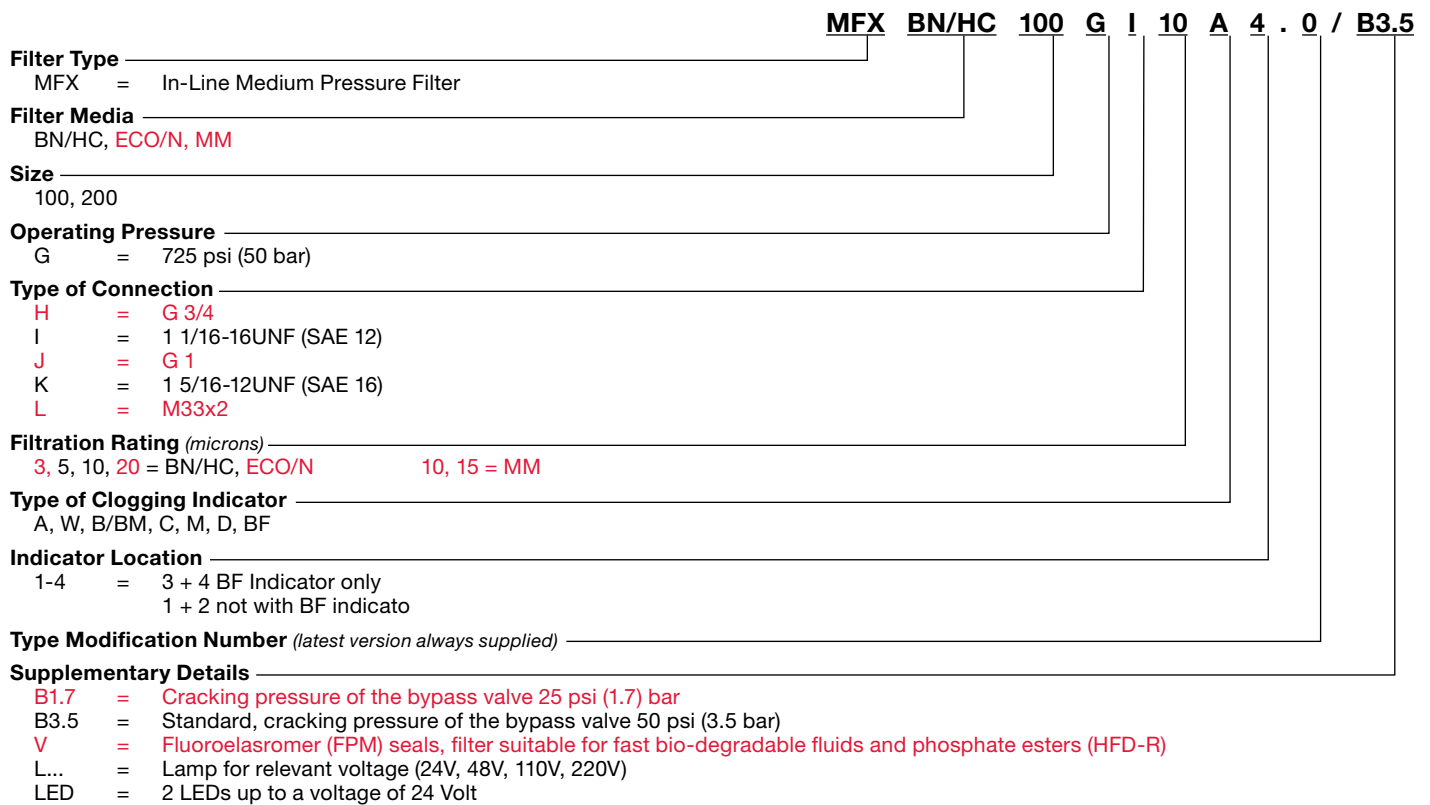 MFX BN/HC 100 G I 10 A 4 . 0 / B3.5
Filter Type
MFX = In-Line Medium Pressure Filter
Filter Media
BN/HC, ECO/N, MM
Size
100, 200
Operating Pressure
G = 725 psi (50 bar)
Type of Connection
H = G 3/4
I = 1 1/16-16UNF (SAE 12)
J = G 1
K = 1 5/16-12UNF (SAE 16)
L = M33x2
Filtration Rating (microns)
3, 5, 10, 20 = BN/HC, ECO/N 10, 15 = MM
Type of Clogging Indicator
A, W, B/BM, C, M, D, BF
Indicator Location
1-4 = 3 + 4 BF Indicator only
1 + 2 not with BF indicato
Type Modification Number (latest version always supplied)
Supplementary Details
B1.7 = Cracking pressure of the bypass valve 25 psi (1.7) bar
B3.5 = Standard, cracking pressure of the bypass valve 50 psi (3.5 bar)
V = Fluoroelasromer (FPM) seals, filter suitable for fast bio-degradable fluids and phosphate esters (HFD-R)
L... = Lamp for relevant voltage (24V, 48V, 110V, 220V)
LED = 2 LEDs up to a voltage of 24 Volt